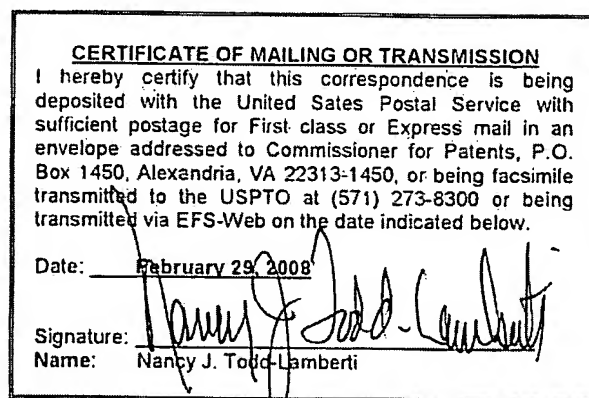 CERTIFICATE OF MAILING OR TRANSMISSION
I hereby certify that this correspondence is being
deposited with the United Sates Postal Service with
sufficient postage for First class or Express mail in an
envelope addressed to Commissioner for Patents, P.O.
Box 1450, Alexandria, VA 22313-1450, or being facsimile
transmitted to the USPTO at (571) 273-8300 or being
transmitted via EFS-Web on the date indicated below.
Date: February 29, 2008
Signature: Nancy J Todd-Lamberti
Name: Nancy J. Todd-Lamberti